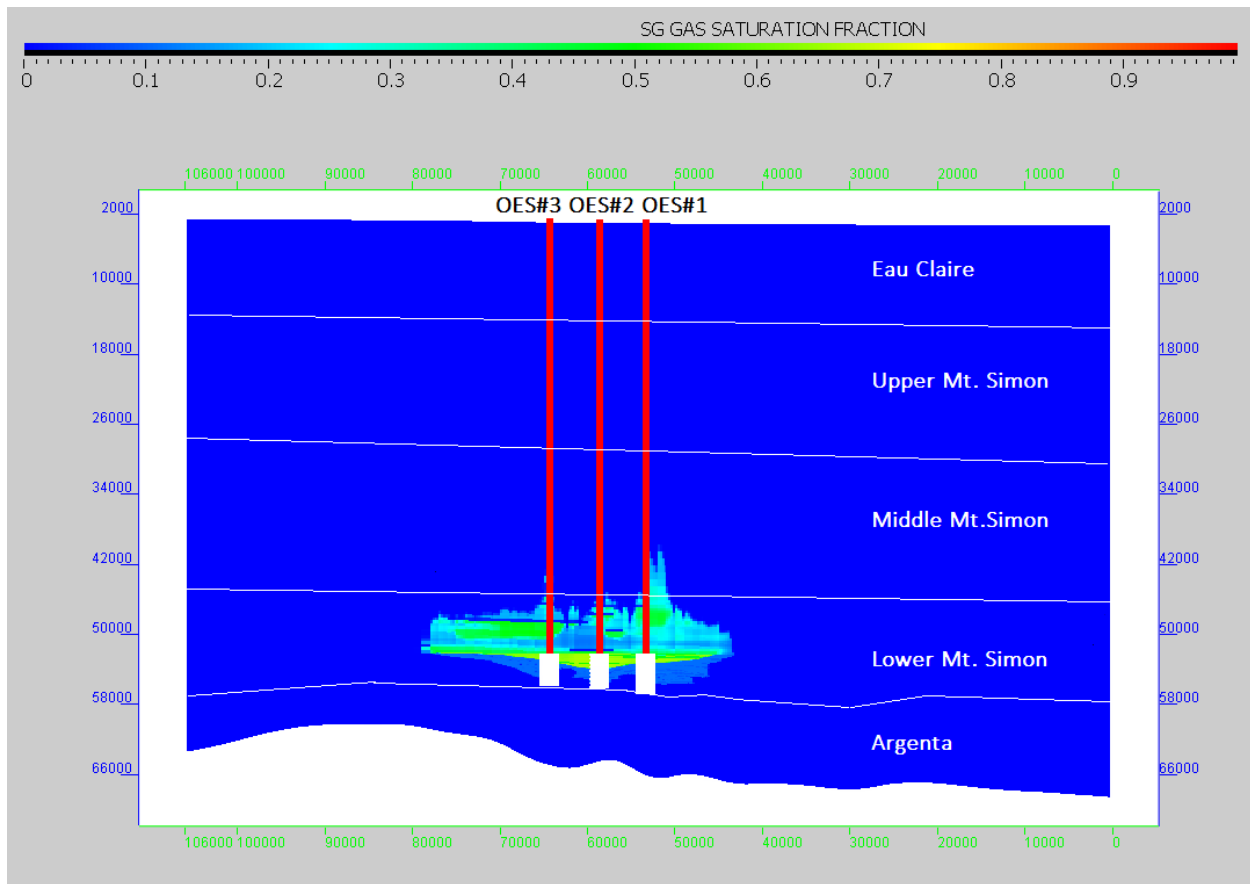 SG GAS SATURATION FRACTION
0 0.1 0.2 0.3 0.4 0.5 0.6 0.7 0.8 0.9
106000 100000 90000 80000 70000 60000 50000 40000 30000 20000 10000 0
2000 OES#3 OES#2 OES#1 2000
Eau Claire
10000 10000
18000 18000
Upper Mt. Simon
26000 26000
34000 34000
Middle Mt.Simon
42000 42000
50000 50000
Lower Mt. Simon
58000 58000
Argenta
66000 66000
106000 100000 90000 80000 70000 60000 50000 40000 30000 20000 10000 0